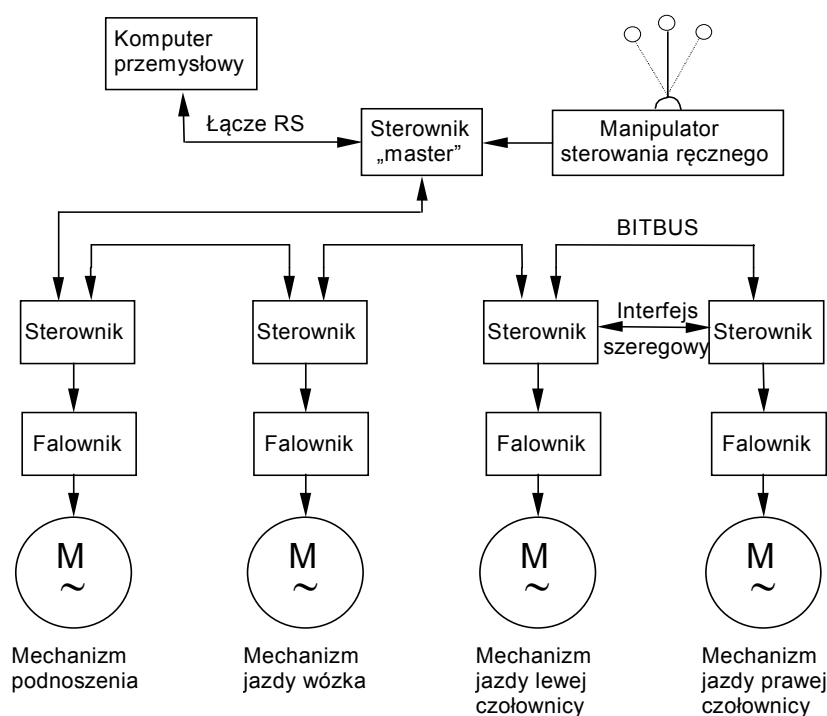 Komputer
przemysłowy
Łącze RS
Sterownik
„master”
Manipulator
sterowania ręcznego
BITBUS
Sterownik
Sterownik
Sterownik
Interfejs
szeregowy
Sterownik
Falownik
Falownik
Falownik
Falownik
M
~
M
~
M
~
M
~
Mechanizm
podnoszenia
Mechanizm
jazdy wózka
Mechanizm
jazdy lewej
czołownicy
Mechanizm
jazdy prawej
czołownicy